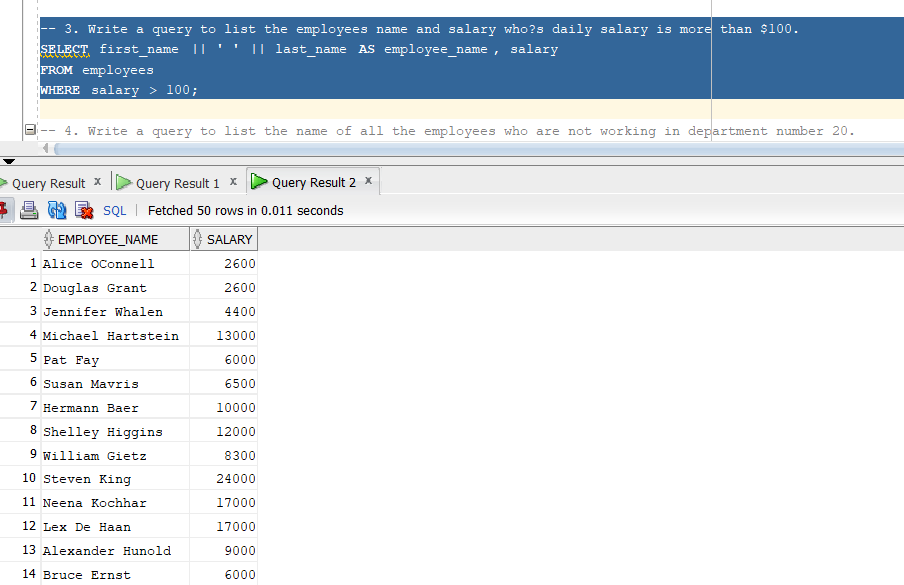 -- 3. Write a query to list the employees name and salary who?s daily salary is more than $100.
SELECT first_name || ' ' || last_name AS employee_name , salary
FROM employees
WHERE salary > 100;
-- 4. Write a query to list the name of all the employees who are not working in department number 20.
Query Result x Query Result 1 x Query Result 2 x
SQL | Fetched 50 rows in 0.011 seconds
EMPLOYEE_NAME SALARY
1 Alice OConnell 2600
2 Douglas Grant 2600
3 Jennifer Whalen 4400
4 Michael Hartstein 13000
5 Pat Fay 6000
6 Susan Mavris 6500
7 Hermann Baer 10000
8 Shelley Higgins 12000
9 William Gietz 8300
10 Steven King 24000
11 Neena Kochhar 17000
12 Lex De Haan 17000
13 Alexander Hunold 9000
14 Bruce Ernst 6000